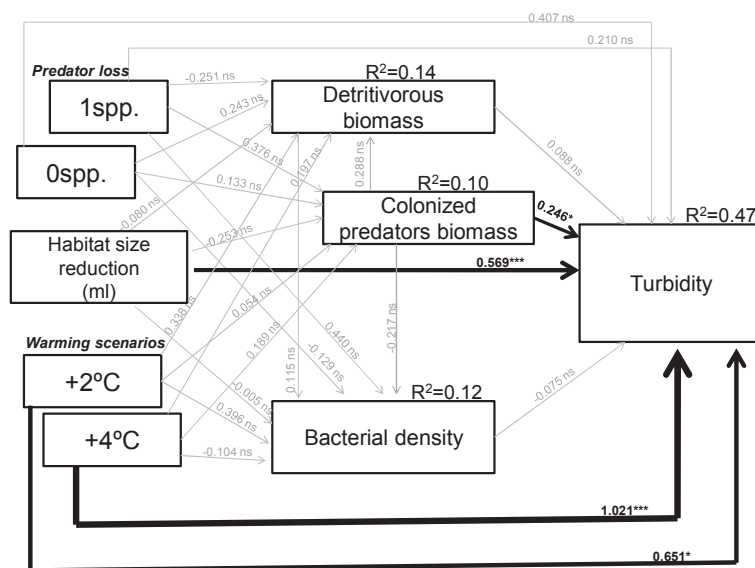 0.407 ns
0.210 ns
Predator loss
-0.251 ns
R²=0.14
1spp.
Detritivorous
biomass
0.243 ns
0.376 ns
0.197 ns
0.288 ns
0.088 ns
0spp.
0.133 ns
R²=0.10
Colonized
predators biomass
0.246*
R²=0.47
-0.080 ns
Habitat size
reduction
(ml)
-0.253 ns
0.569***
Turbidity
0.338 ns
0.054 ns
0.189 ns
0.440 ns
-0.217 ns
Warming scenarios
+2ºC
-0.005 ns
0.115 ns
-0.129 ns
-0.075 ns
R²=0.12
0.396 ns
+4ºC
Bacterial density
-0.104 ns
1.021***
0.651*